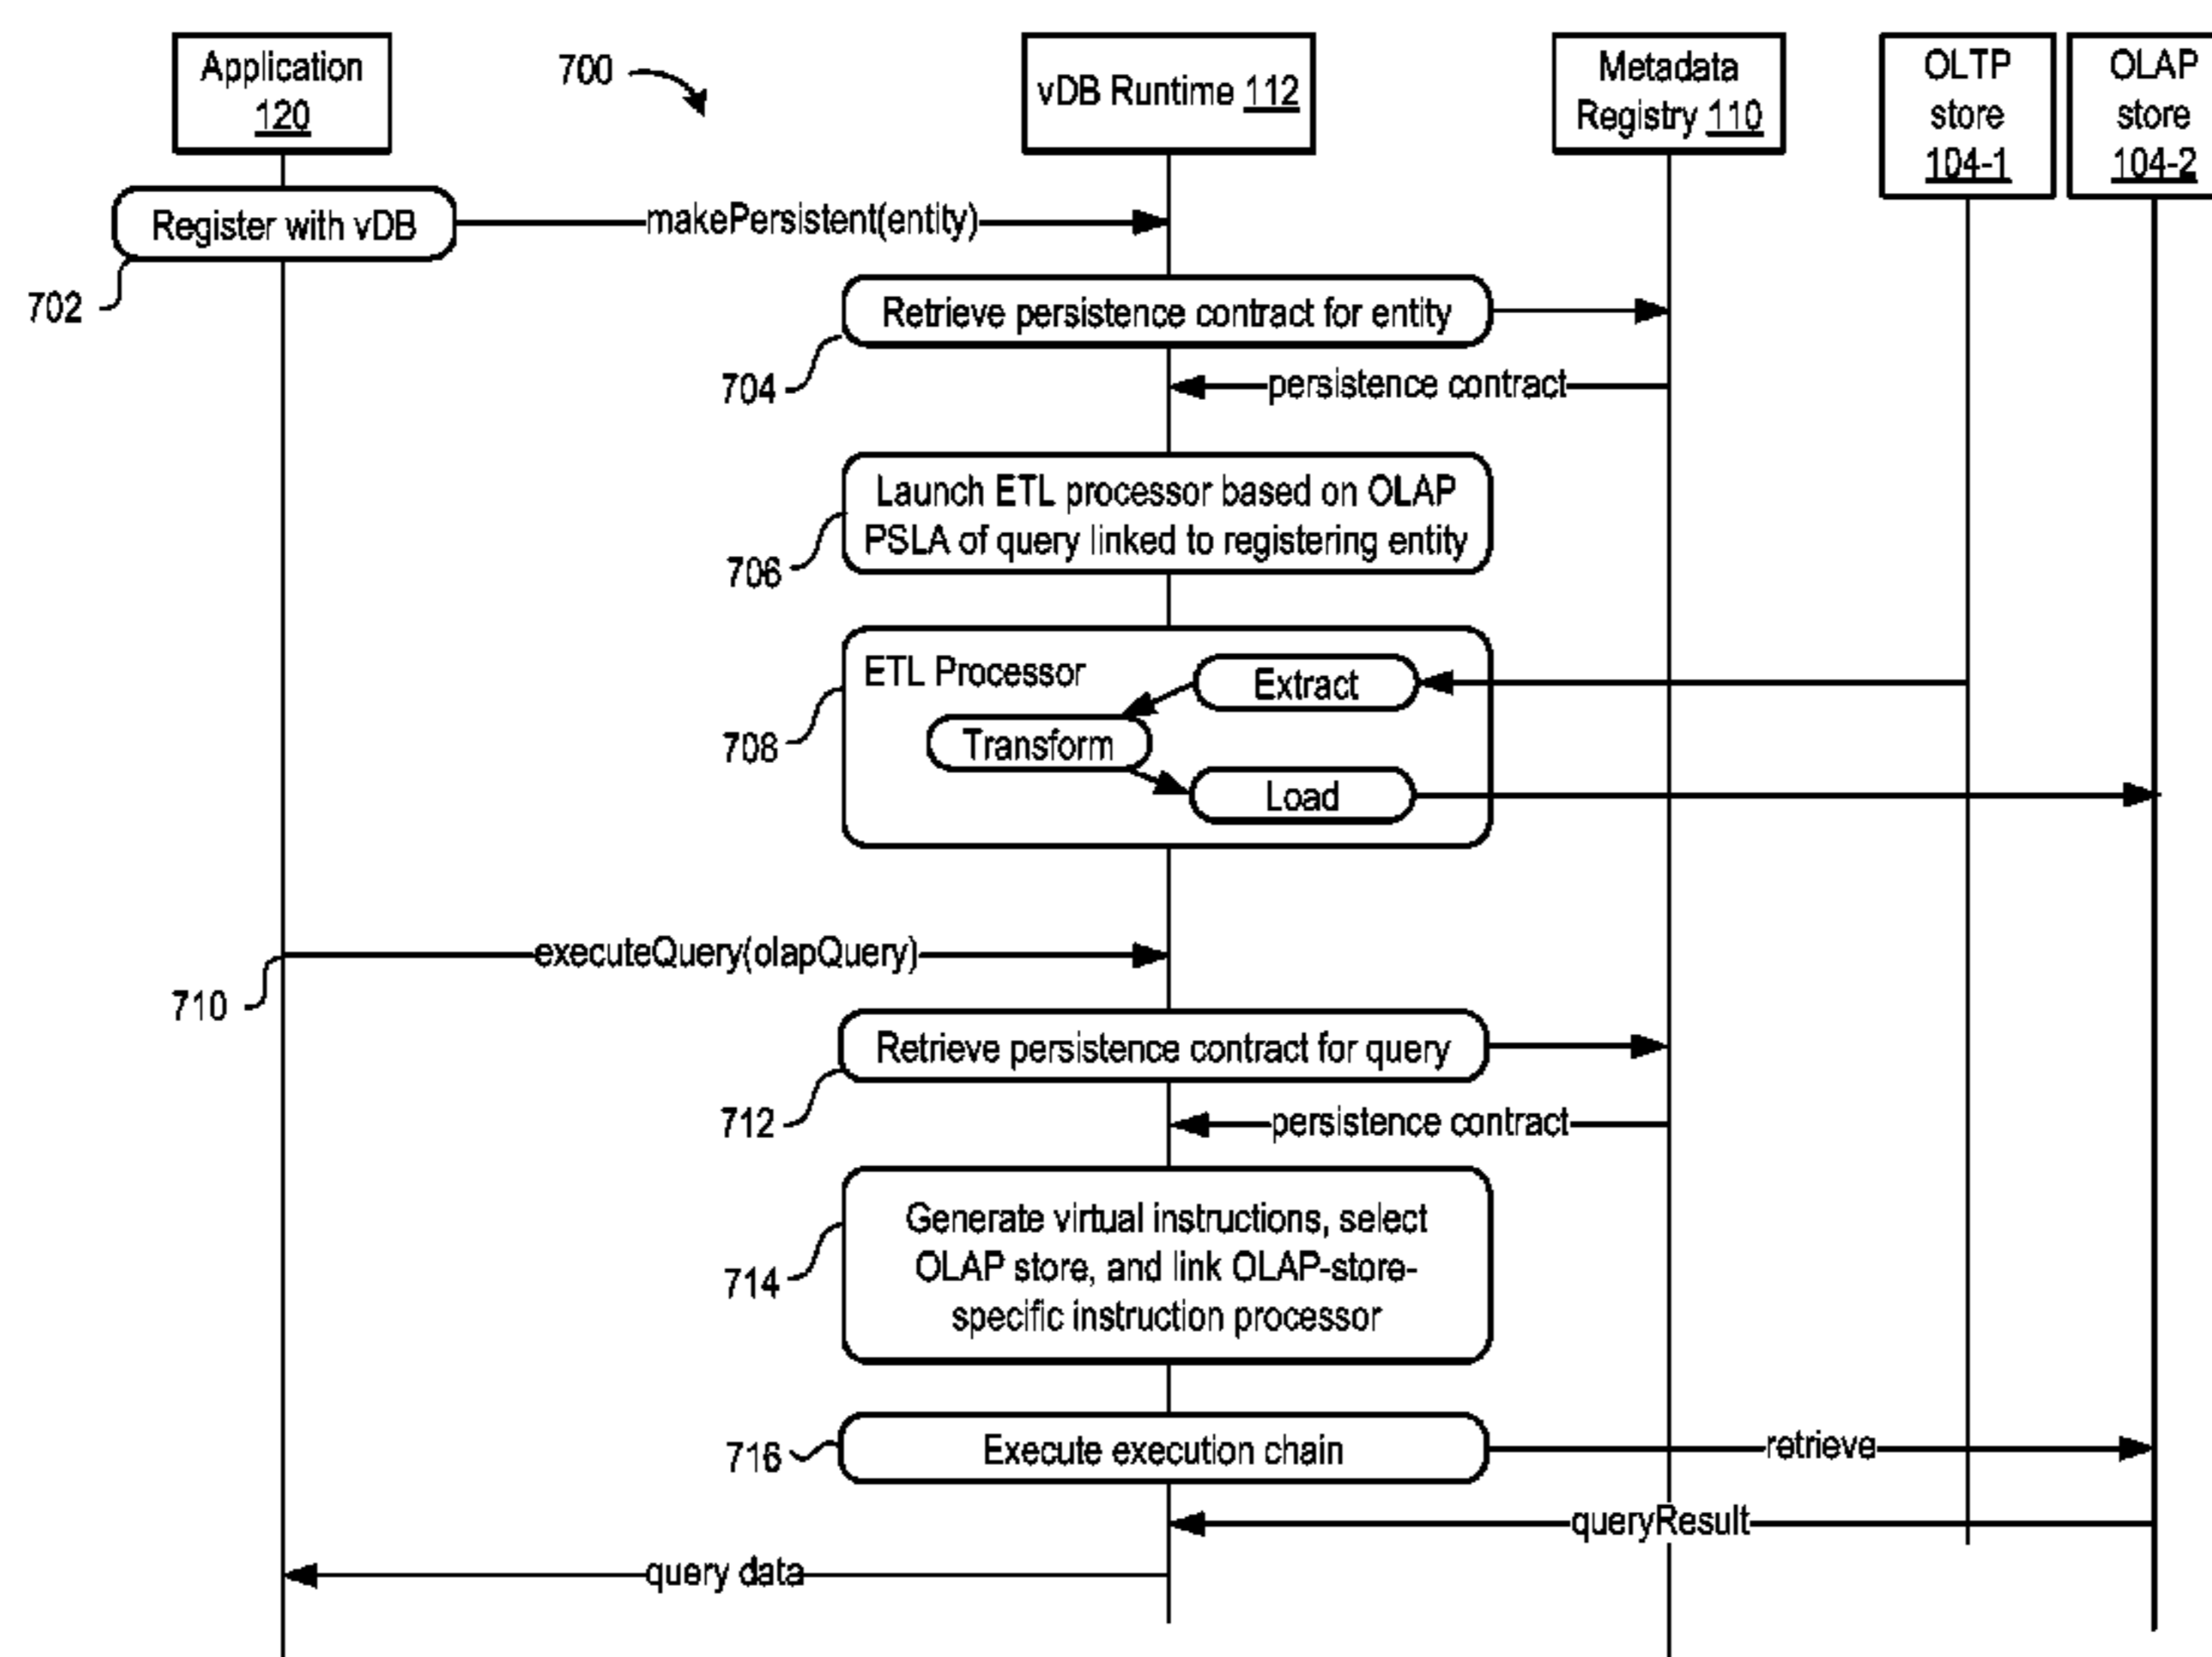 Application
120
700
vDB Runtime 112
Metadata
Registry 110
OLTP
store
104-1
OLAP
store
104-2
Register with vDB
makePersistent(entity)
702
Retrieve persistence contract for entity
704
persistence contract
Launch ETL processor based on OLAP
PSLA of query linked to registering entity
706
ETL Processor
Extract
Transform
Load
708
executeQuery(olapQuery)
710
Retrieve persistence contract for query
712
persistence contract
Generate virtual instructions, select
OLAP store, and link OLAP-store-
specific instruction processor
714
716
Execute execution chain
retrieve
queryResult
query data